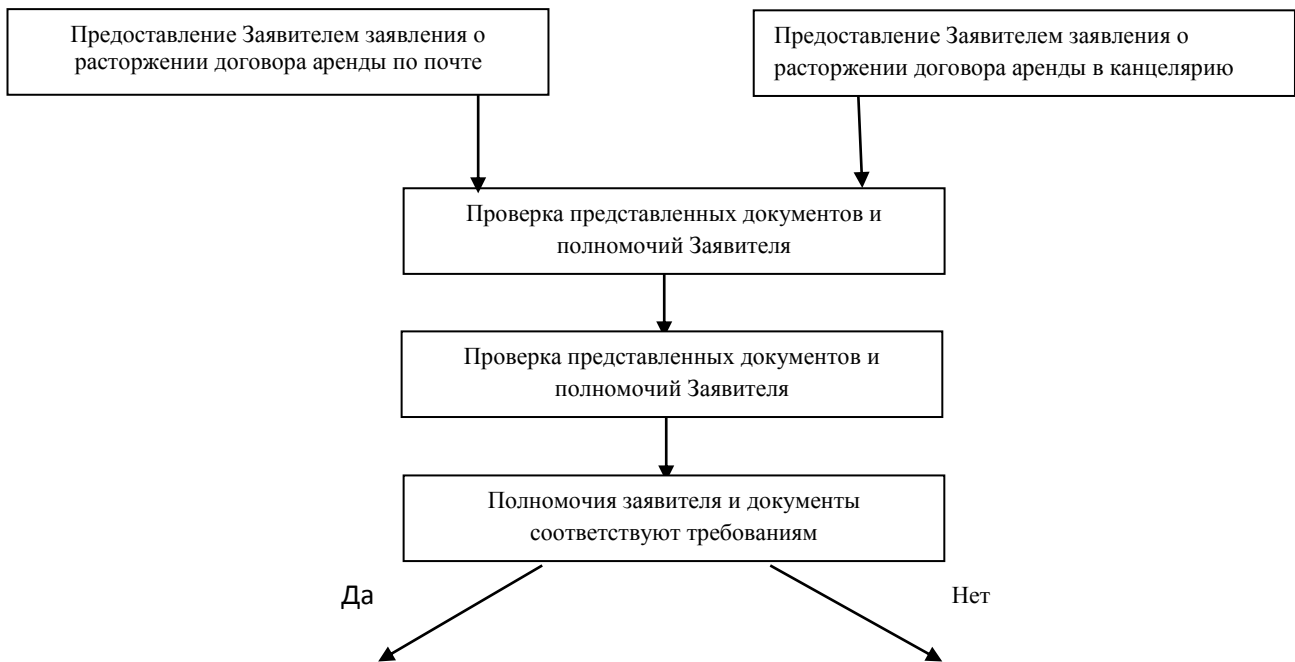 Предоставление Заявителем заявления о
расторжении договора аренды по почте
Предоставление Заявителем заявления о
расторжении договора аренды в канцелярию
Проверка представленных документов и
полномочий Заявителя
Проверка представленных документов и
полномочий Заявителя
Полномочия заявителя и документы
соответствуют требованиям
Да
Нет